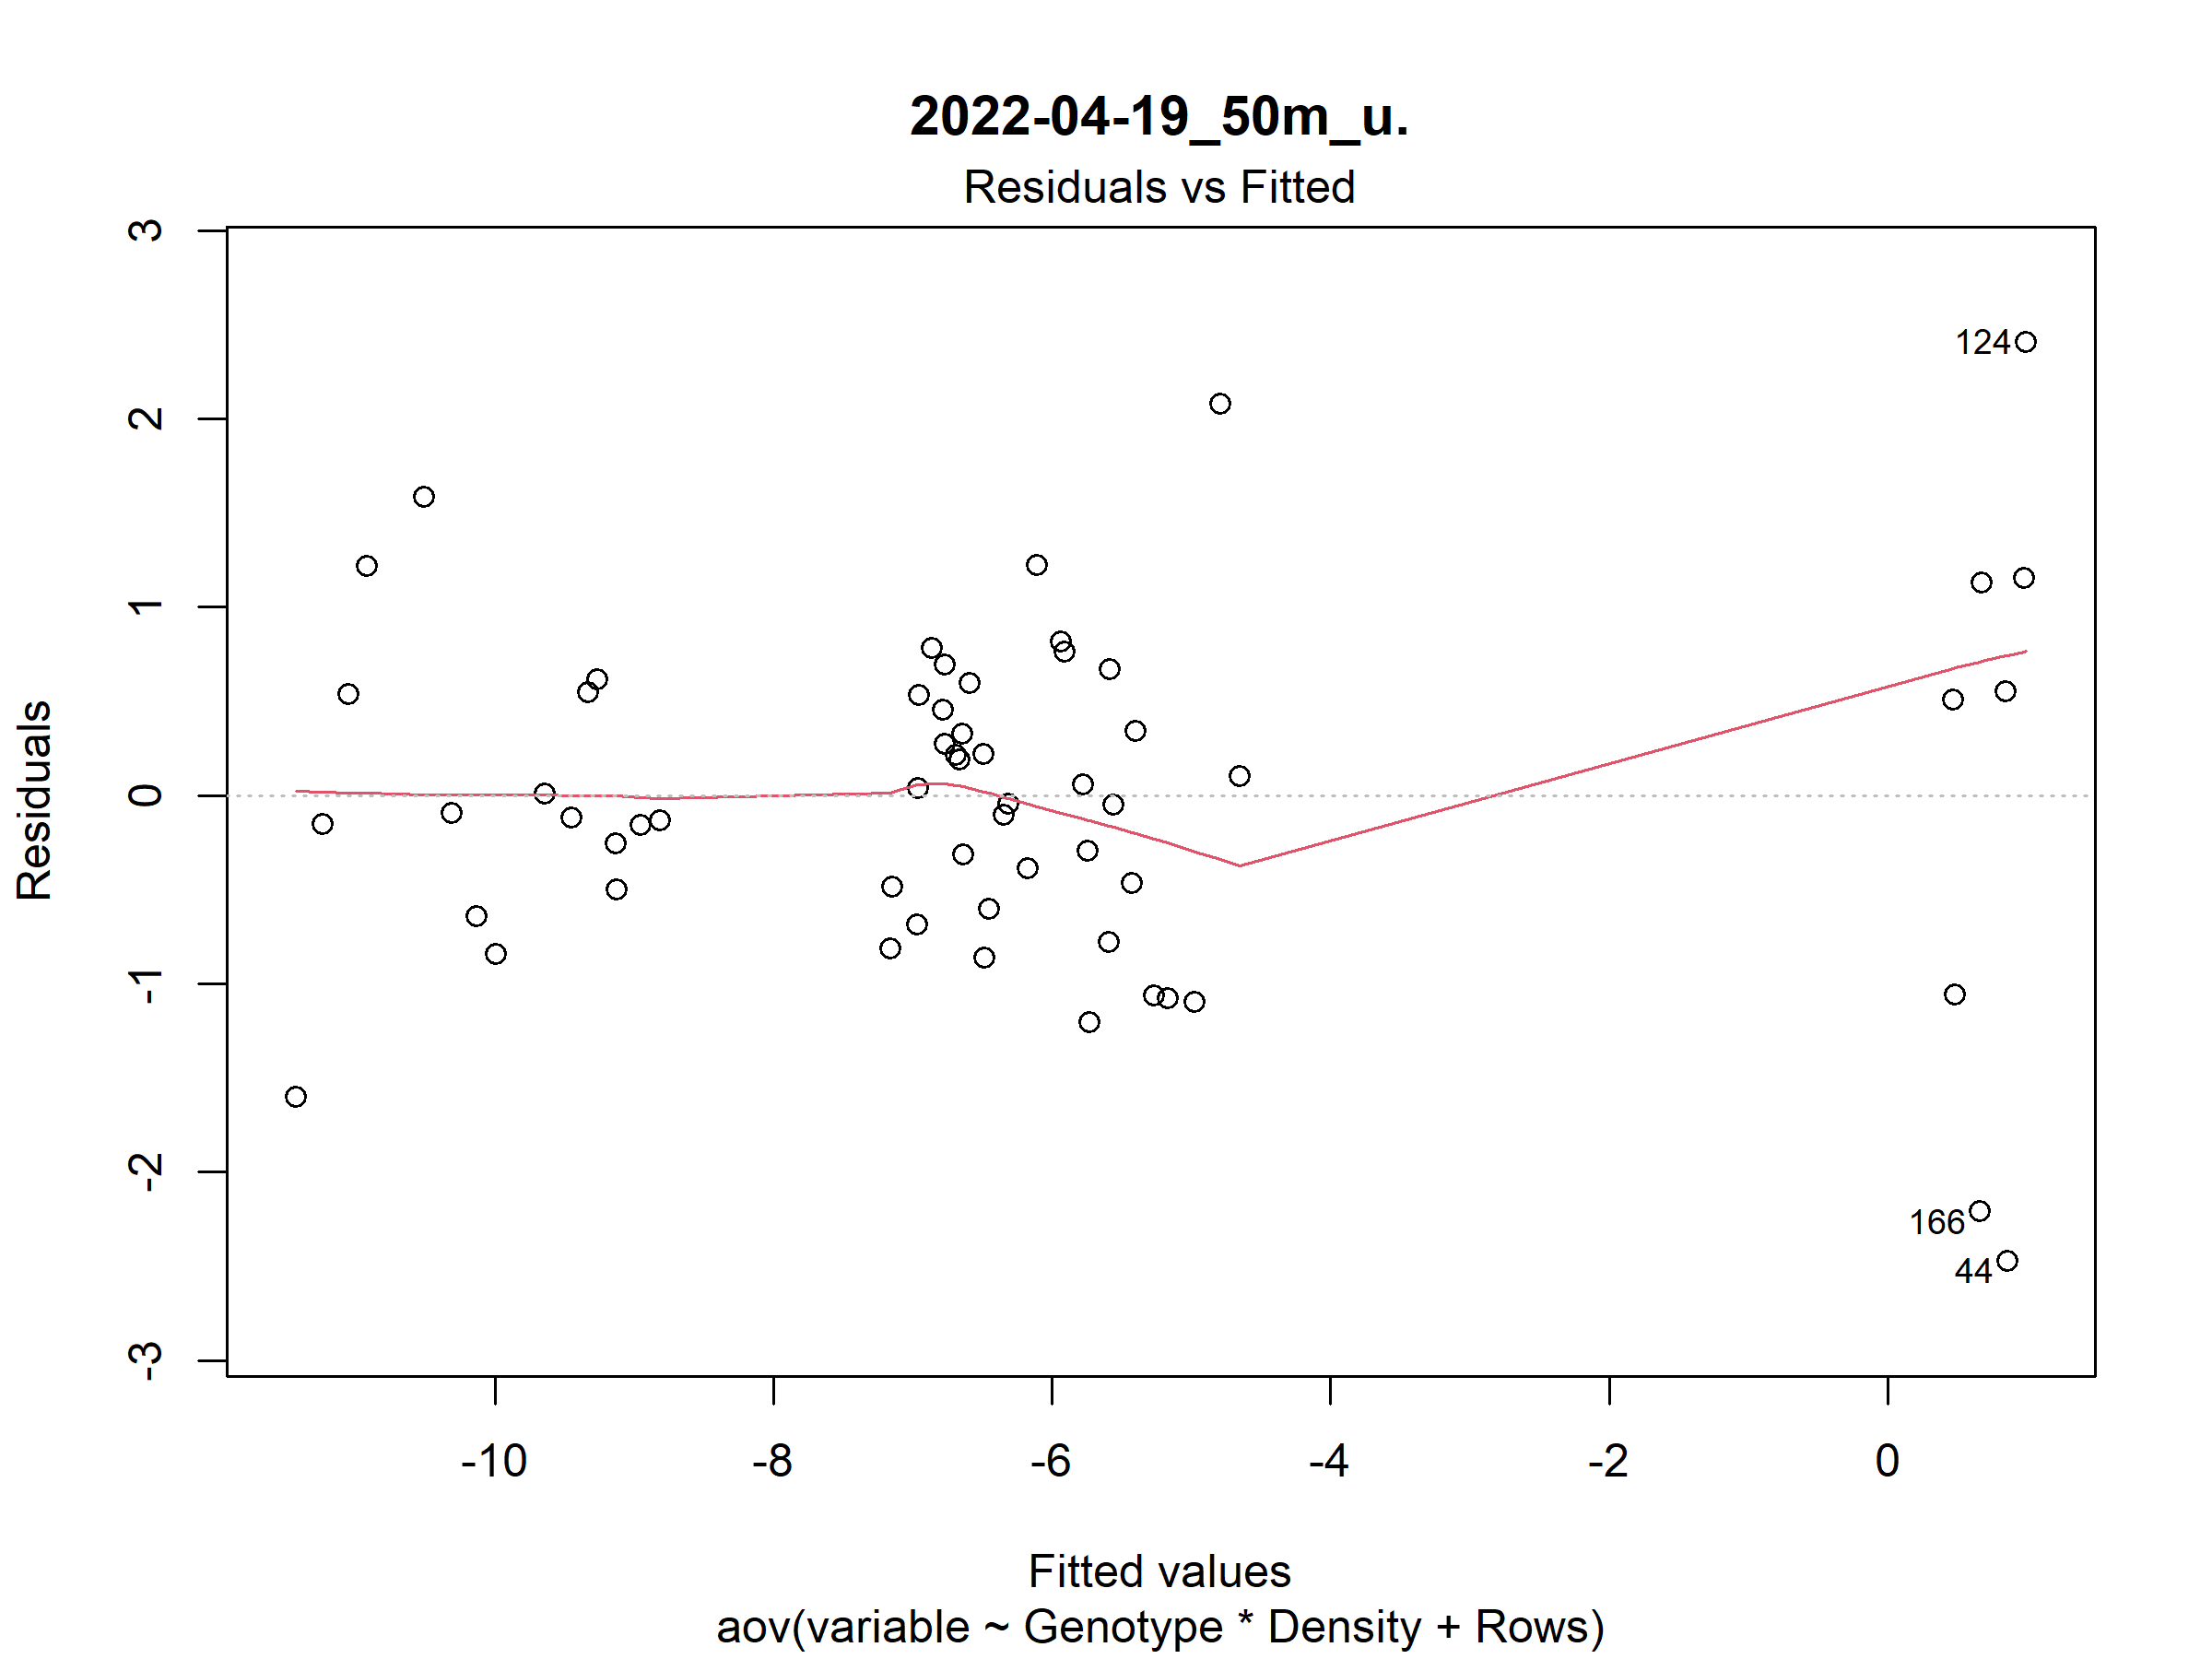 2022-04-19_50m_u.
Residuals vs Fitted
3
2
1
0
-1
-2
-3
Residuals
124
166
44
-10 -8 -6 -4 -2 0
Fitted values
aov(variable ~ Genotype * Density + Rows)